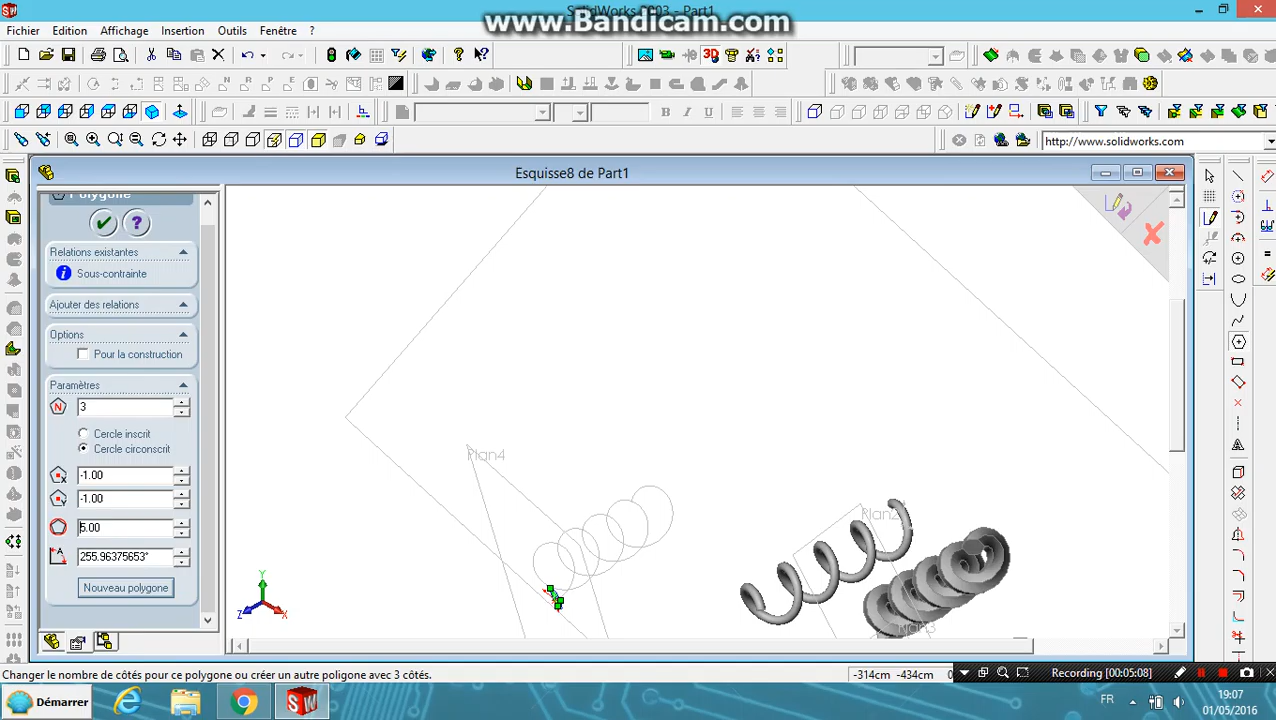 SolidWorks 2003 - Part1
www.Bandicam.com
Fichier Edition Affichage Insertion Outils Fenêtre ?
3D
B I U
http://www.solidworks.com
Esquisse8 de Part1
Polygone
Relations existantes
Sous-contrainte
Ajouter des relations
Options
Pour la construction
Paramètres
3
Cercle inscrit
Cercle circonscrit
-1.00
-1.00
5.00
255.96375653°
Nouveau polygone
Plan4
Plan2
Plan3
Y
Z
X
Changer le nombre de côtés pour ce polygone ou créer un autre poligone avec 3 côtés.
-314cm -434cm 0
Recording [00:05:08]
Démarrer
FR
19:07
01/05/2016